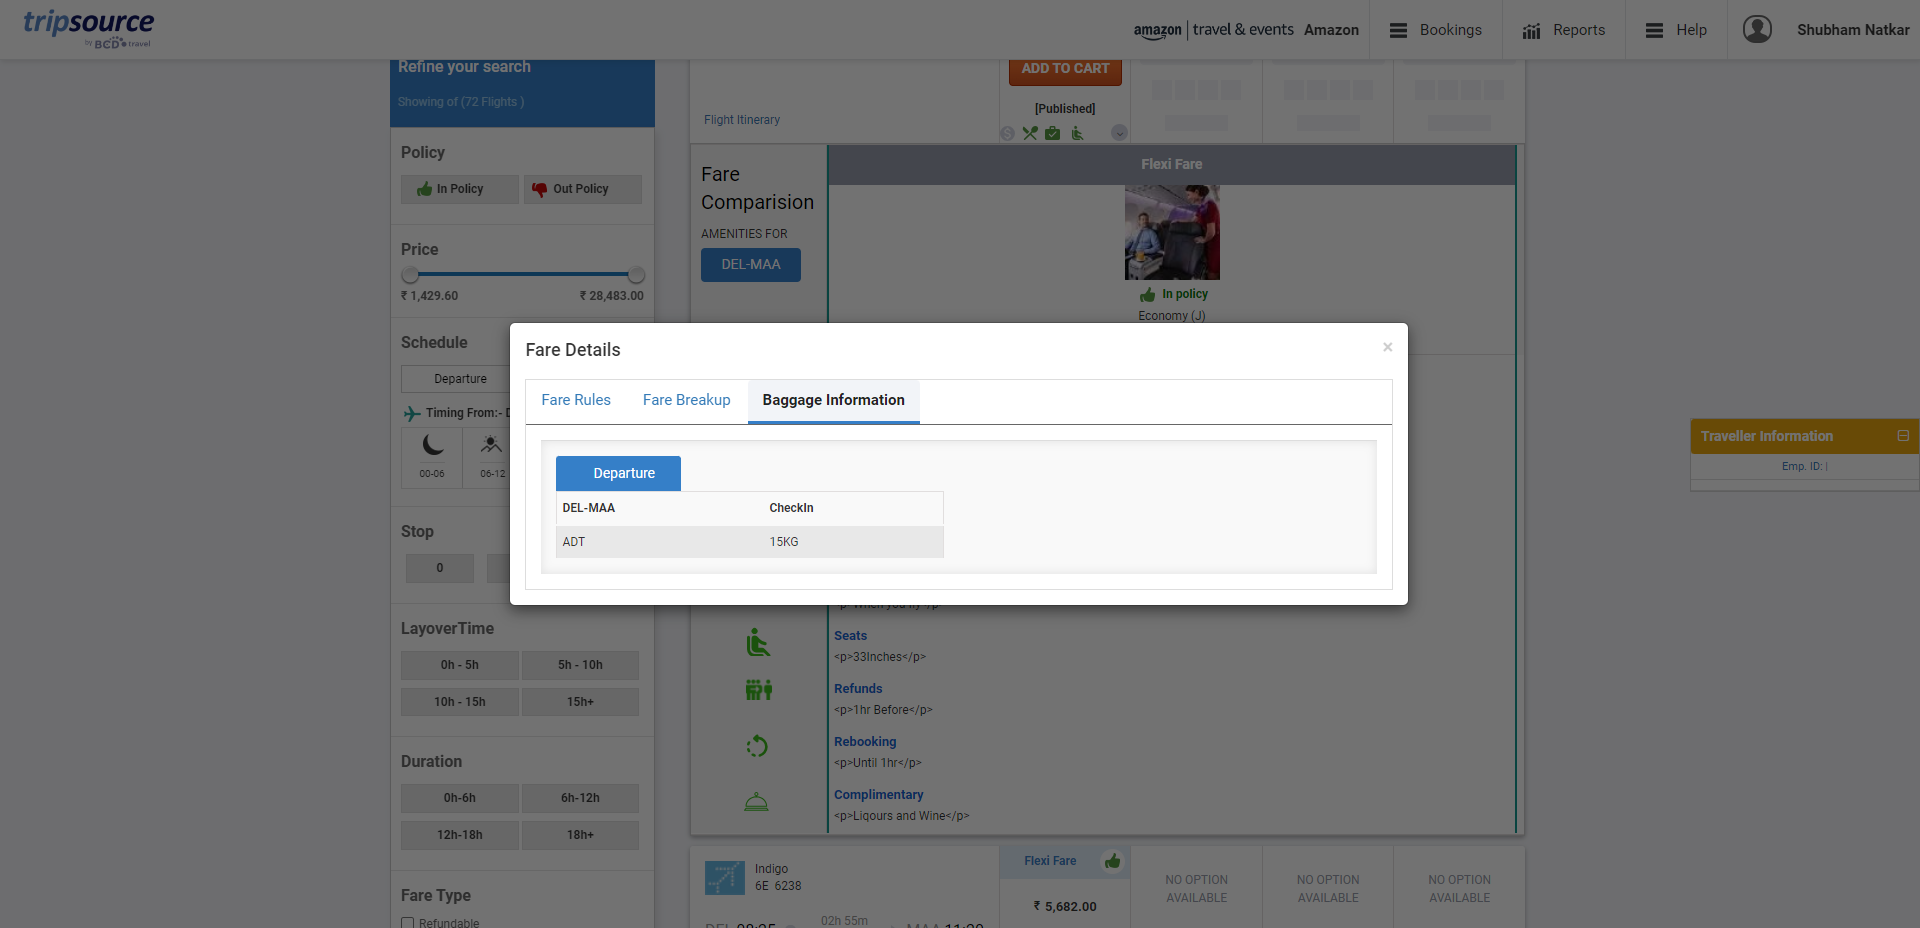 tripsource
by BCD travel
amazon | travel & events Amazon
Bookings
Reports
Help
Shubham Natkar
Refine your search
Showing of (72 Flights )
Policy
In Policy
Out Policy
Price
₹ 1,429.60
₹ 28,483.00
Schedule
Departure
Timing From:- D
00-06
06-12
Stop
0
LayoverTime
0h - 5h
5h - 10h
10h - 15h
15h+
Duration
0h-6h
6h-12h
12h-18h
18h+
Fare Type
Refundable
ADD TO CART
[Published]
Flight Itinerary
Fare
Comparision
AMENITIES FOR
DEL-MAA
Flexi Fare
In policy
Economy (J)
Fare Details
×
Fare Rules
Fare Breakup
Baggage Information
Departure
DEL-MAA
CheckIn
ADT
15KG
<p>When you fly</p>
Seats
<p>33Inches</p>
Refunds
<p>1hr Before</p>
Rebooking
<p>Until 1hr</p>
Complimentary
<p>Liqours and Wine</p>
Indigo
6E 6238
02h 55m
Flexi Fare
₹ 5,682.00
NO OPTION
AVAILABLE
NO OPTION
AVAILABLE
NO OPTION
AVAILABLE
Traveller Information
Emp. ID: |